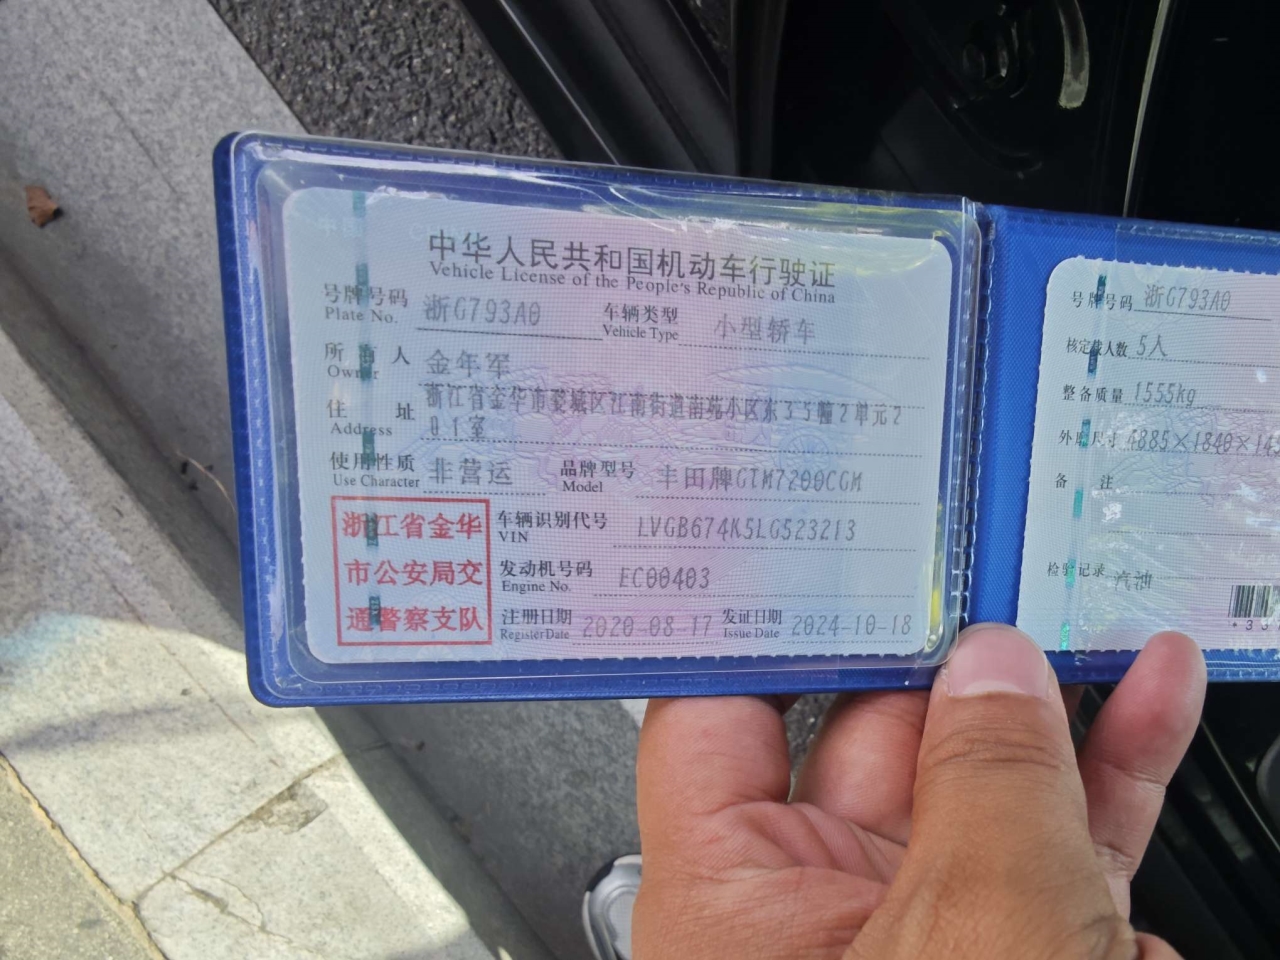 中华人民共和国机动车行驶证
Vehicle License of the People's Republic of China
号牌号码 浙G793A0 车辆类型 小型轿车
Plate No. Vehicle Type
所有人 金年军
Owner
住址 浙江省金华市婺城区江南街道南苑小区东35幢2单元2
Address 01室
使用性质 非营运 品牌型号 丰田牌GTM7200CGM
Use Character Model
浙江省金华
市公安局交
通警察支队
车辆识别代号 LVGB674K5LG523213
VIN
发动机号码 EC00403
Engine No.
注册日期 2020-08-17 发证日期 2024-10-18
Register Date Issue Date
号牌号码 浙G793A0
核定载人数 5人
整备质量 1555kg
外廓尺寸 4885×1840×145
备注
检验记录 汽油